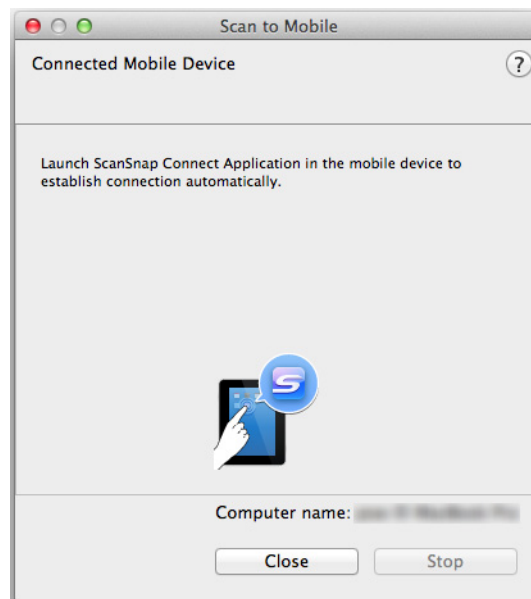 Scan to Mobile
Connected Mobile Device
?
Launch ScanSnap Connect Application in the mobile device to
establish connection automatically.
S
Computer name:
Close
Stop